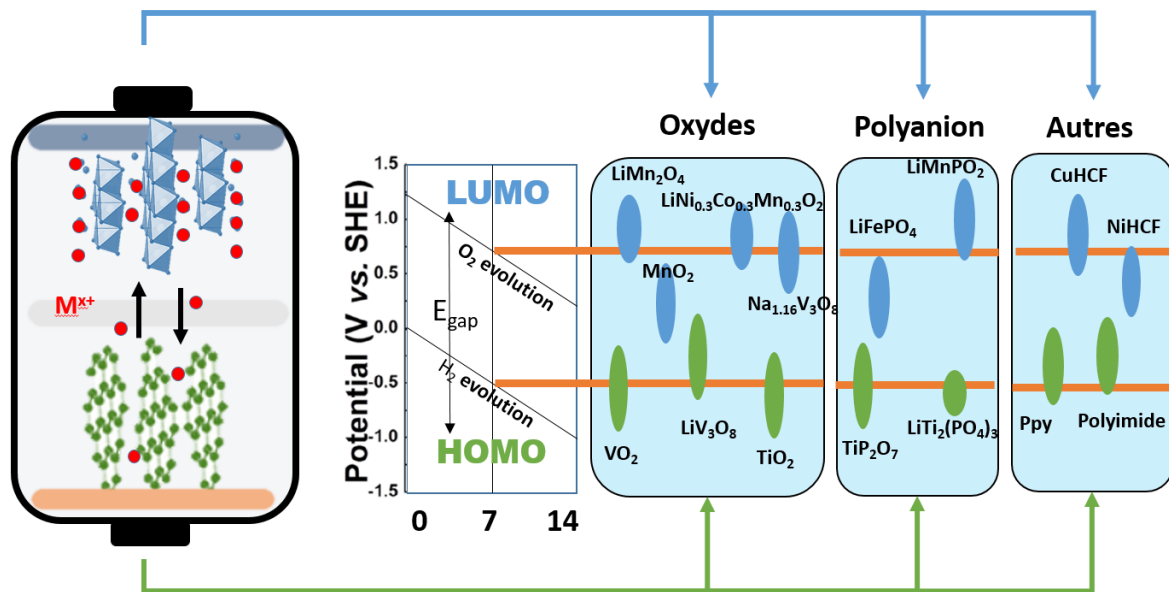 M^x+
Potential (V vs. SHE)
1.5
1.0
0.5
0.0
-0.5
-1.0
-1.5
0
7
14
LUMO
O₂ evolution
E_gap
H₂ evolution
HOMO
Oxydes
LiMn₂O₄
LiNi₀.₃Co₀.₃Mn₀.₃O₂
MnO₂
Na₁.₁₆V₃O₈
VO₂
LiV₃O₈
TiO₂
Polyanion
LiMnPO₂
LiFePO₄
TiP₂O₇
LiTi₂(PO₄)₃
Autres
CuHCF
NiHCF
Ppy
Polyimide